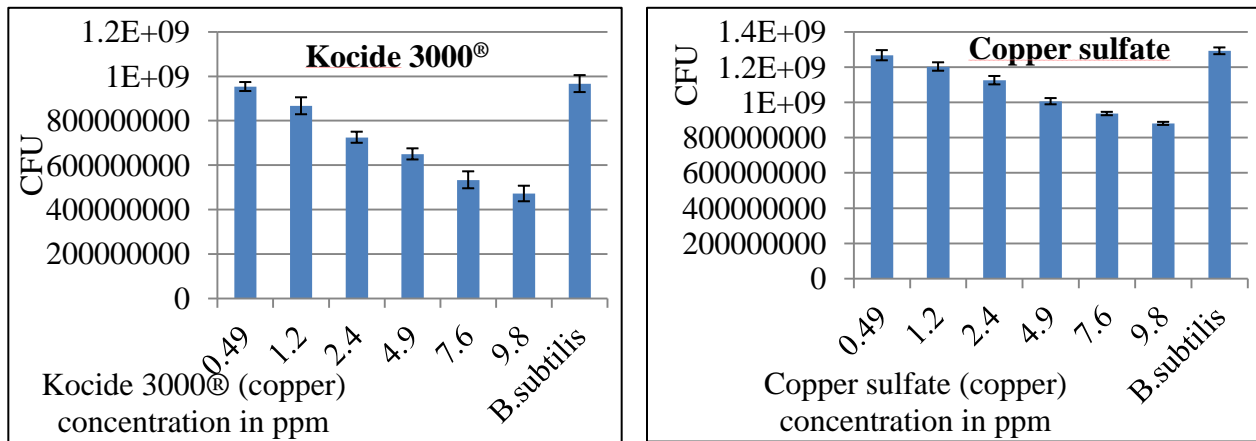 Kocide 3000®
CFU
1.2E+09
1E+09
800000000
600000000
400000000
200000000
0
0.49
1.2
2.4
4.9
7.6
9.8
B.subtilis
Kocide 3000® (copper)
concentration in ppm
Copper sulfate
CFU
1.4E+09
1.2E+09
1E+09
800000000
600000000
400000000
200000000
0
0.49
1.2
2.4
4.9
7.6
9.8
B.subtilis
Copper sulfate (copper)
concentration in ppm